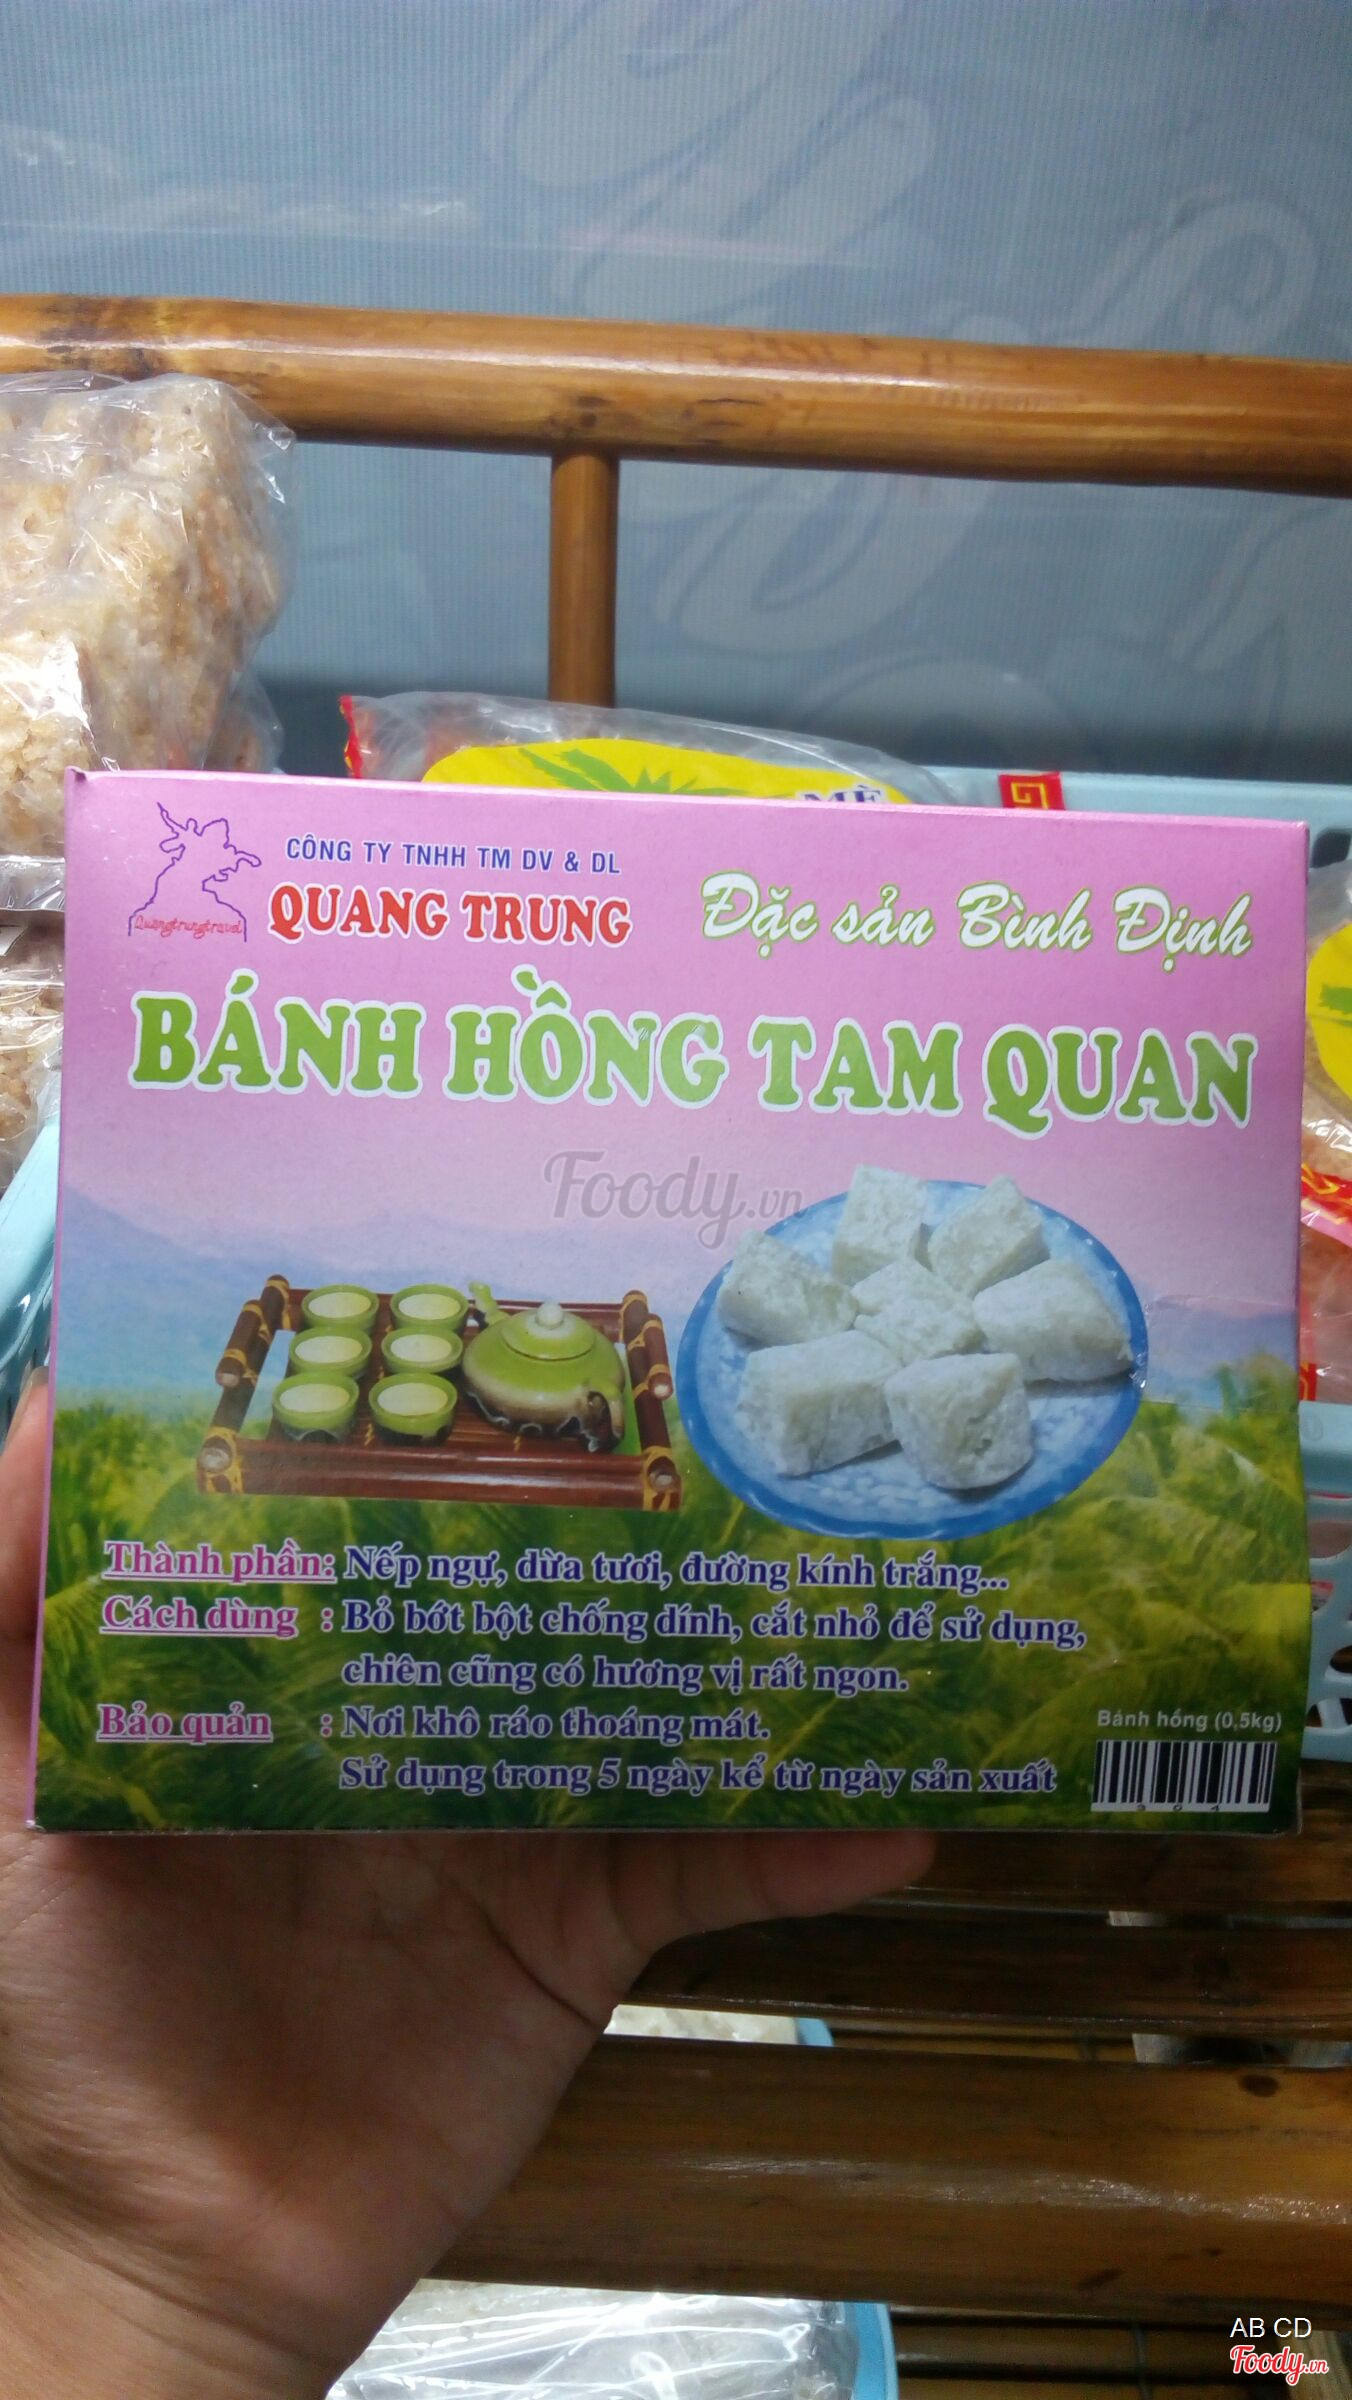 MÈ
CÔNG TY TNHH TM DV & DL
QUANG TRUNG
Quangtrungtravel
Đặc sản Bình Định
BÁNH HỒNG TAM QUAN
Foody.vn
Thành phần: Nếp ngự, dừa tươi, đường kính trắng...
Cách dùng : Bỏ bớt bột chống dính, cắt nhỏ để sử dụng,
chiên cũng có hương vị rất ngon.
Bảo quản : Nơi khô ráo thoáng mát.
Sử dụng trong 5 ngày kể từ ngày sản xuất
Bánh hồng (0,5kg)
304
AB CD
Foody.vn